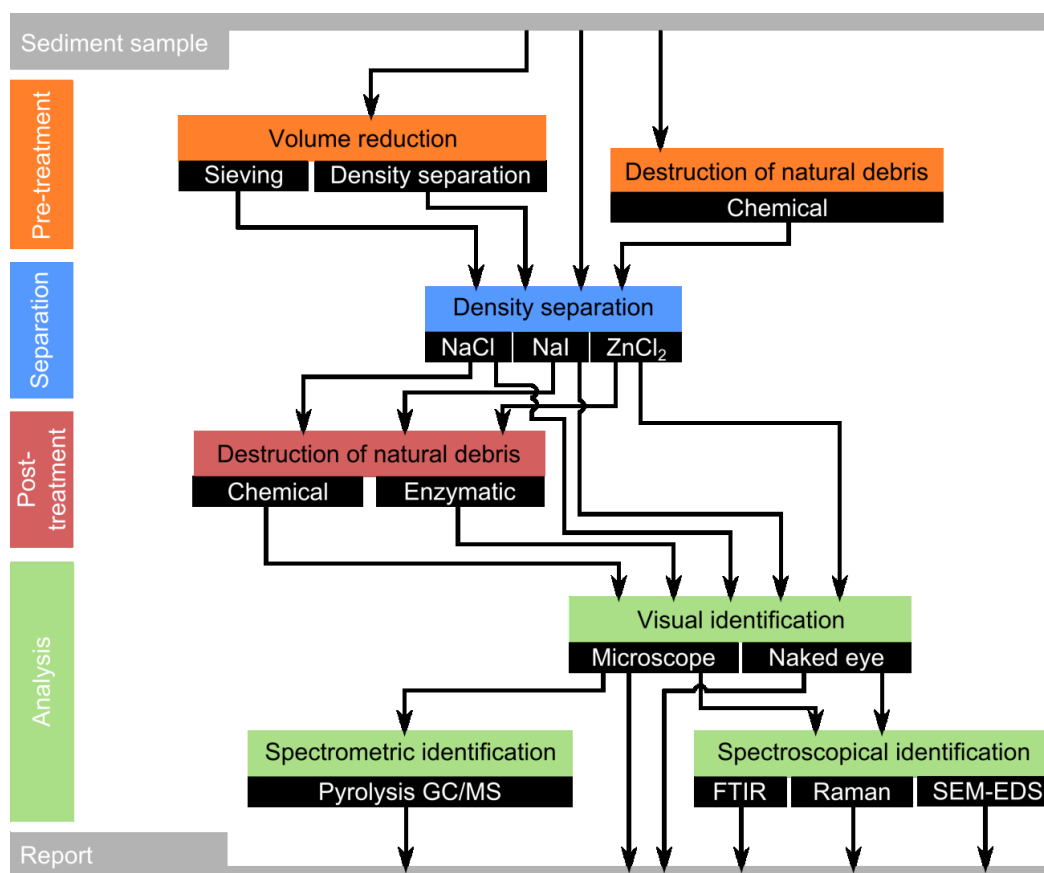 Sediment sample
Pre-treatment
Volume reduction
Sieving
Density separation
Destruction of natural debris
Chemical
Separation
Density separation
NaCl
NaI
ZnCl₂
Post-
treatment
Destruction of natural debris
Chemical
Enzymatic
Analysis
Visual identification
Microscope
Naked eye
Spectrometric identification
Pyrolysis GC/MS
Spectroscopical identification
FTIR
Raman
SEM-EDS
Report